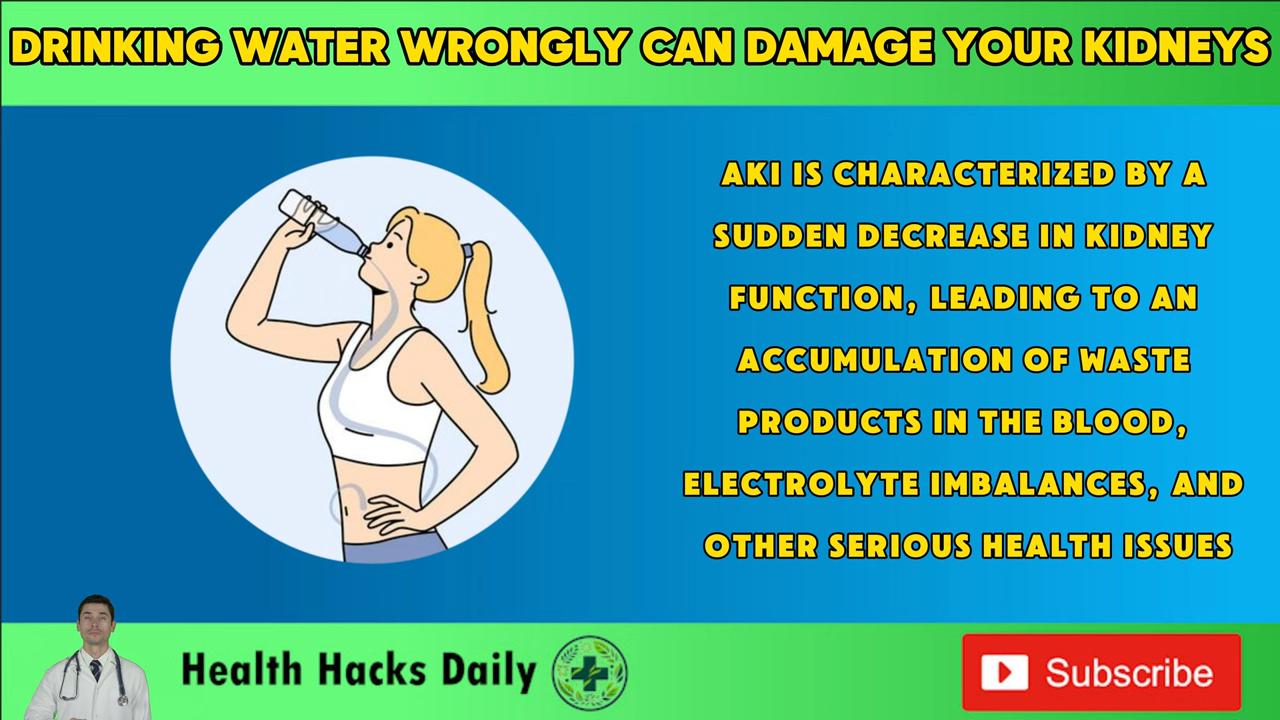 DRINKING WATER WRONGLY CAN DAMAGE YOUR KIDNEYS
AKI IS CHARACTERIZED BY A
SUDDEN DECREASE IN KIDNEY
FUNCTION, LEADING TO AN
ACCUMULATION OF WASTE
PRODUCTS IN THE BLOOD,
ELECTROLYTE IMBALANCES, AND
OTHER SERIOUS HEALTH ISSUES
Health Hacks Daily
Subscribe